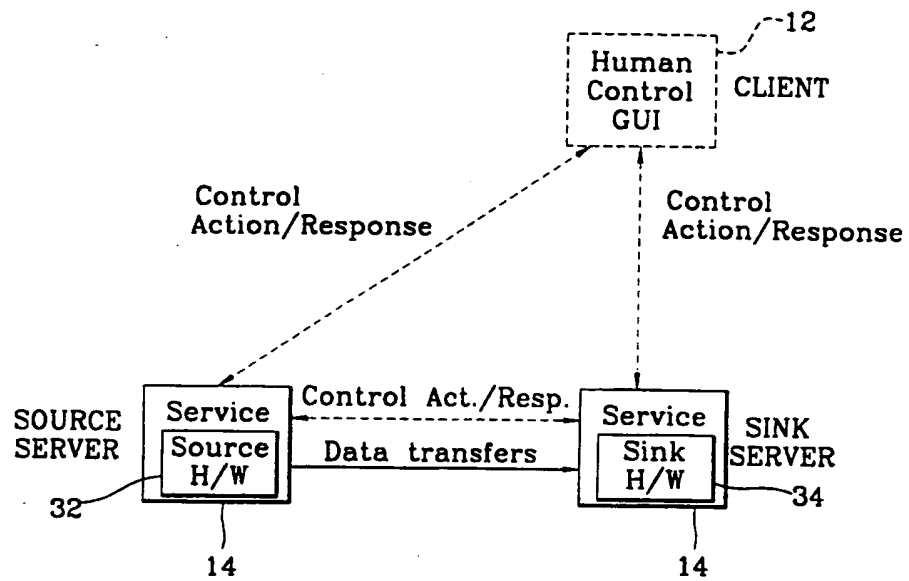 12
Human
Control
GUI
CLIENT
Control
Action/Response
Control
Action/Response
SOURCE
SERVER
Service
Source
H/W
32
14
Control Act./Resp.
Data transfers
Service
Sink
H/W
SINK
SERVER
34
14